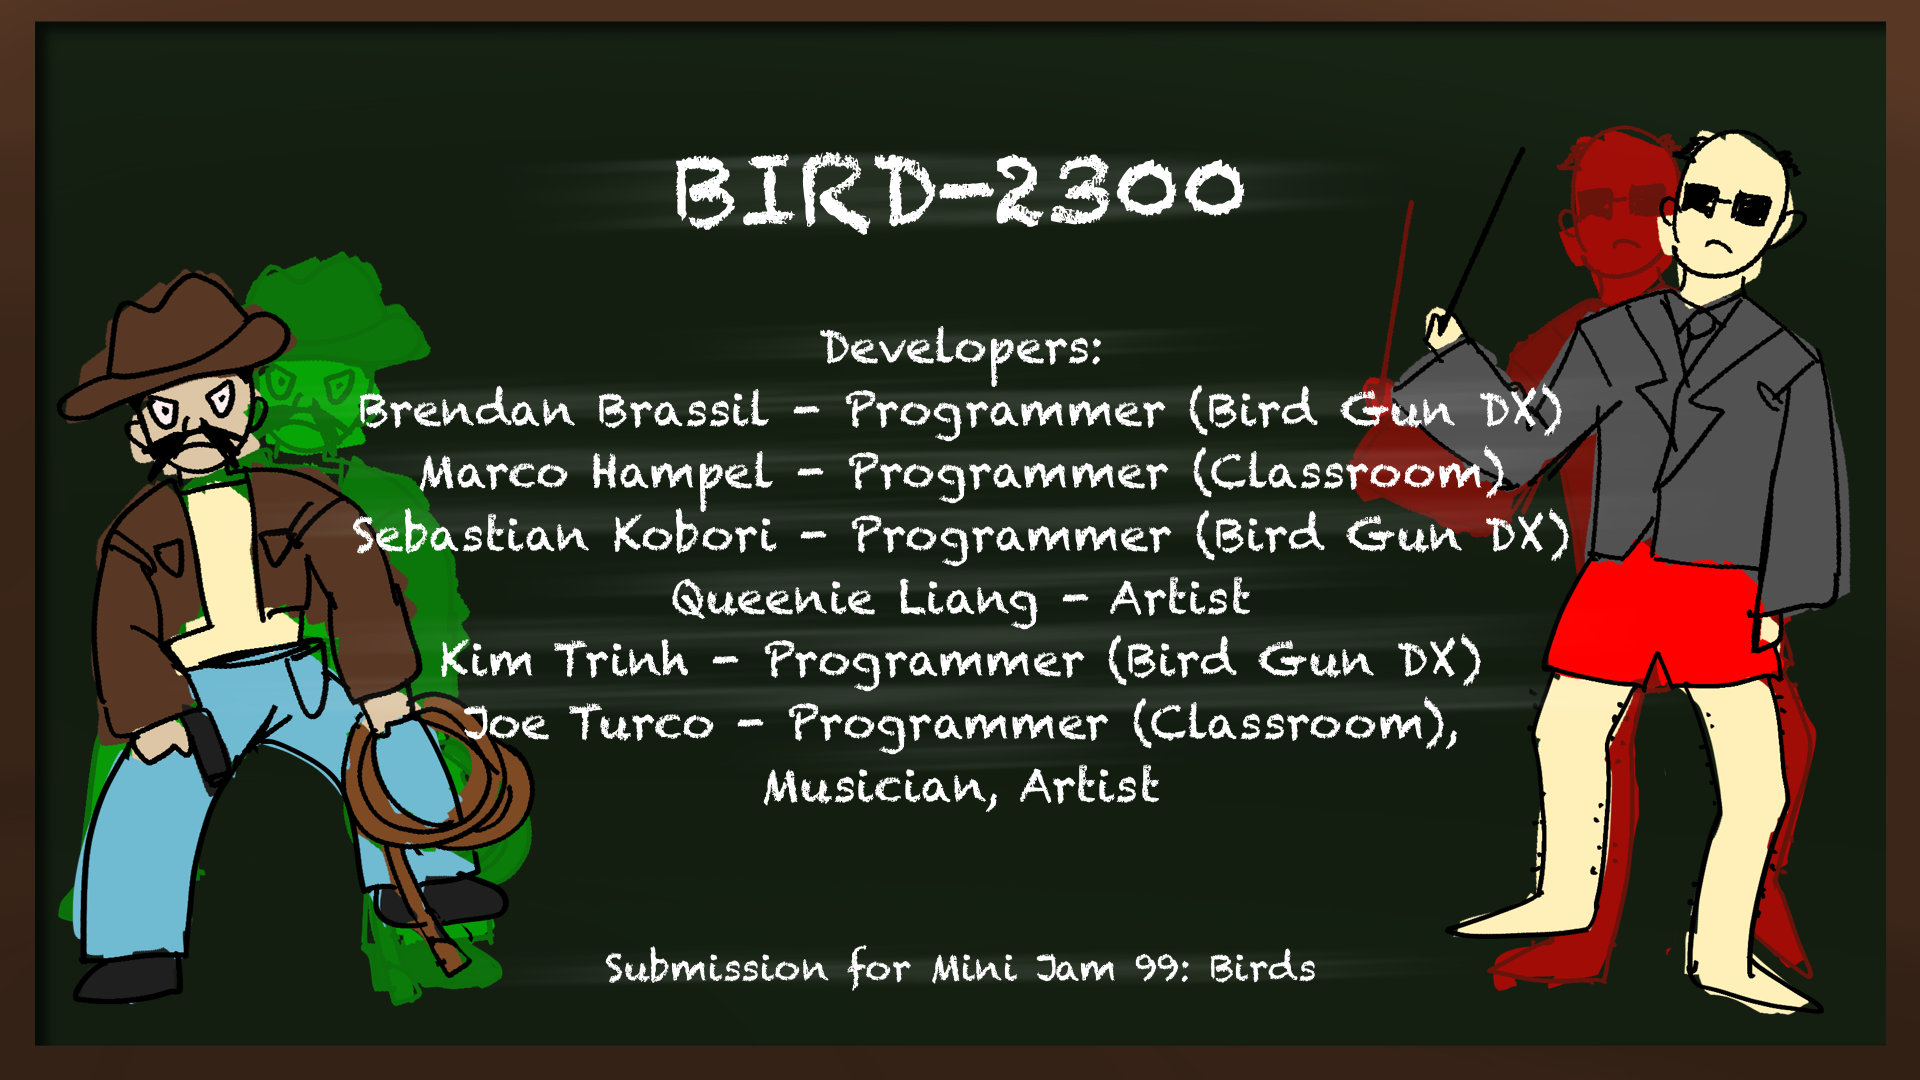 BIRD-2300
Developers:
Brendan Brassil - Programmer (Bird Gun DX)
Marco Hampel - Programmer (Classroom)
Sebastian Kobori - Programmer (Bird Gun DX)
Queenie Liang - Artist
Kim Trinh - Programmer (Bird Gun DX)
Joe Turco - Programmer (Classroom),
Musician, Artist
Submission for Mini Jam 99: Birds